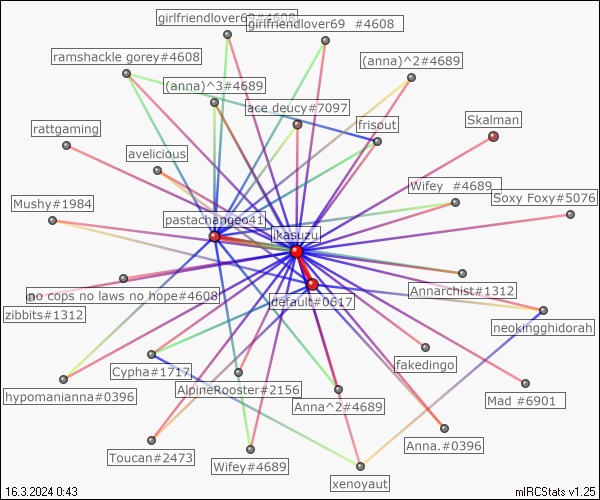 girlfriendlover69#4608
girlfriendlover69 #4608
ramshackle gorey#4608
(anna)^2#4689
(anna)^3#4689
ace deucy#7097
rattgaming
frisout
Skalman
avelicious
Wifey #4689
Soxy Foxy#5076
Mushy#1984
pastachangeo41
ikasuzu
no cops no laws no hope#4608
default#0617
Annarchist#1312
zibbits#1312
neokingghidorah
Cypha#1717
fakedingo
hypomanianna#0396
AlpineRooster#2156
Anna^2#4689
Mad #6901
Toucan#2473
Wifey#4689
Anna.#0396
xenoyaut
16.3.2024 0:43
mIRCStats v1.25